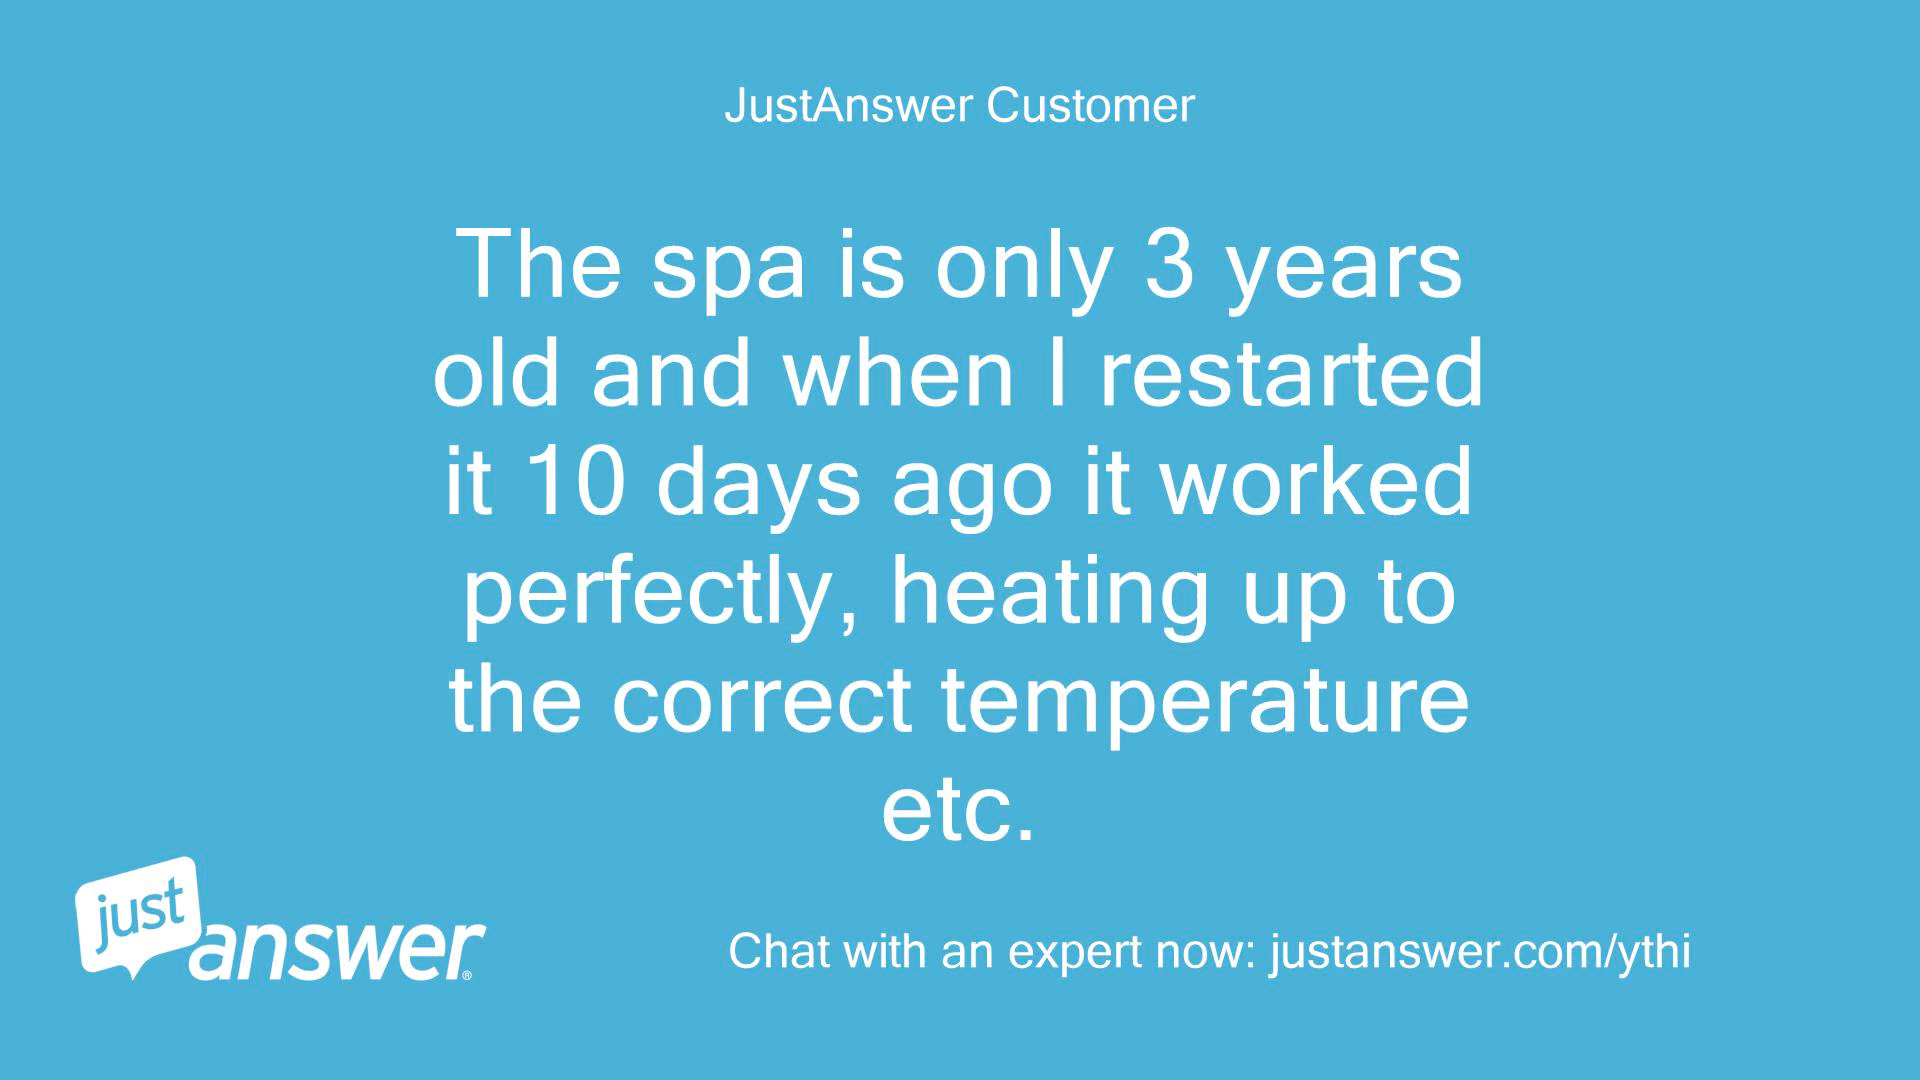 JustAnswer Customer
The spa is only 3 years
old and when I restarted
it 10 days ago it worked
perfectly, heating up to
the correct temperature
etc.
just
answer®
Chat with an expert now: justanswer.com/ythi